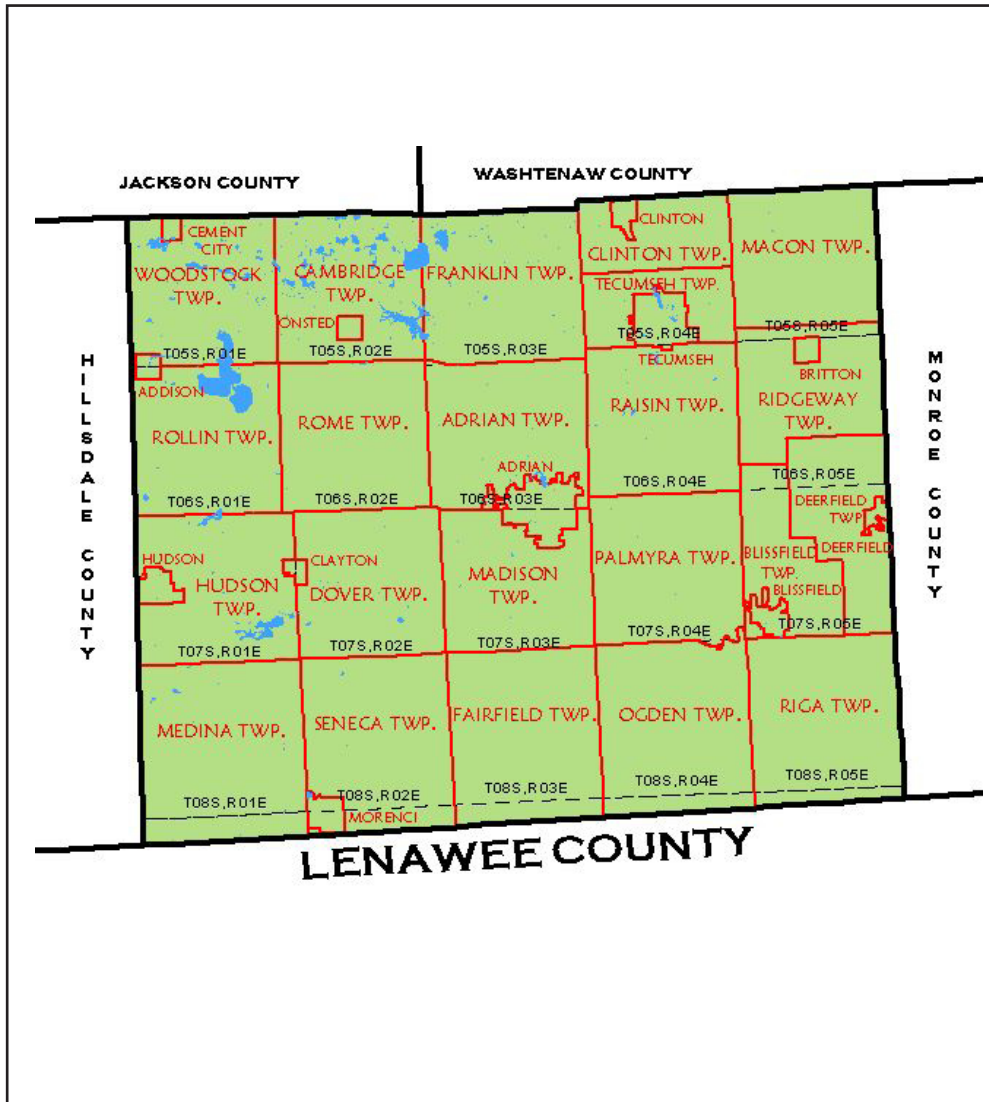 JACKSON COUNTY
WASHTENAW COUNTY
CEMENT
CITY
WOODSTOCK
TWP.
CAMBRIDGE
TWP.
FRANKLIN TWP.
CLINTON
CLINTON TWP.
MACON TWP.
TECUMSEH TWP.
ONSTED
T05S,R01E
T05S,R02E
T05S,R03E
T05S,R04E
T05S,R05E
TECUMSEH
BRITTON
ADDISON
ROLLIN TWP.
ROME TWP.
ADRIAN TWP.
RAISIN TWP.
RIDGEWAY
TWP.
HILLSDALE COUNTY
MONROE COUNTY
ADRIAN
T06S,R01E
T06S,R02E
T06S,R03E
T06S,R04E
T06S,R05E
DEERFIELD
TWP
DEERFIELD
HUDSON
HUDSON
TWP.
CLAYTON
DOVER TWP.
MADISON
TWP.
PALMYRA TWP.
BLISSFIELD
TWP.
BLISSFIELD
T07S,R01E
T07S,R02E
T07S,R03E
T07S,R04E
T07S,R05E
MEDINA TWP.
SENECA TWP.
FAIRFIELD TWP.
OGDEN TWP.
RIGA TWP.
T08S,R01E
T08S,R02E
T08S,R03E
T08S,R04E
T08S,R05E
MORENCI
LENAWEE COUNTY